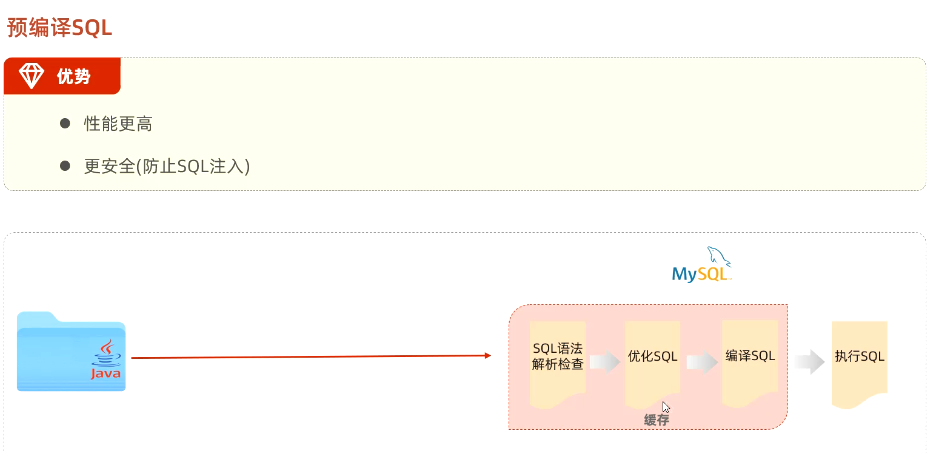 预编译SQL
优势
性能更高
更安全(防止SQL注入)
MySQL
Java
SQL语法
解析检查
优化SQL
编译SQL
执行SQL
缓存